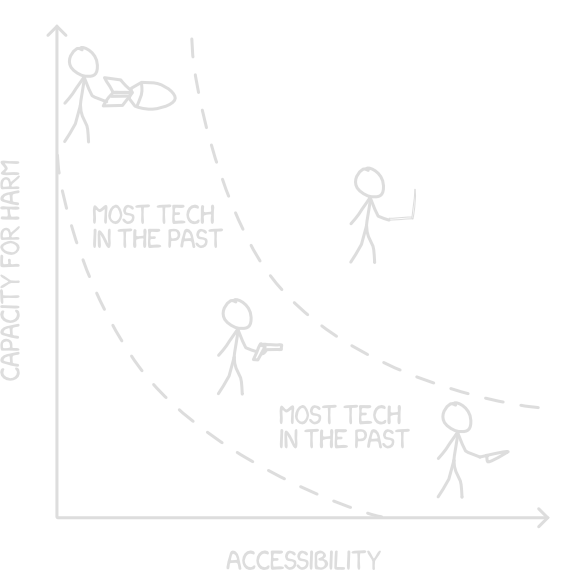 CAPACITY FOR HARM
MOST TECH
IN THE PAST
MOST TECH
IN THE PAST
ACCESSIBILITY